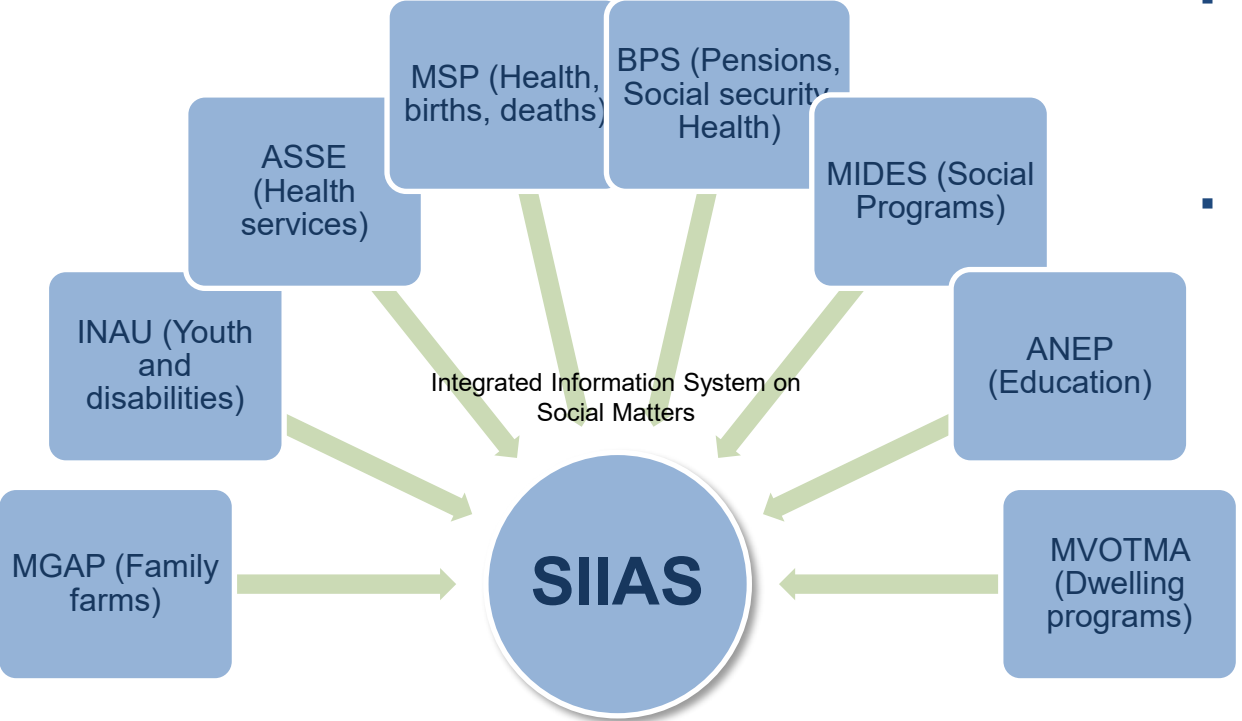 MSP (Health,
births, deaths)
BPS (Pensions,
Social security,
Health)
ASSE
(Health
services)
MIDES (Social
Programs)
INAU (Youth
and
disabilities)
ANEP
(Education)
Integrated Information System on
Social Matters
MGAP (Family
farms)
SIIAS
MVOTMA
(Dwelling
programs)